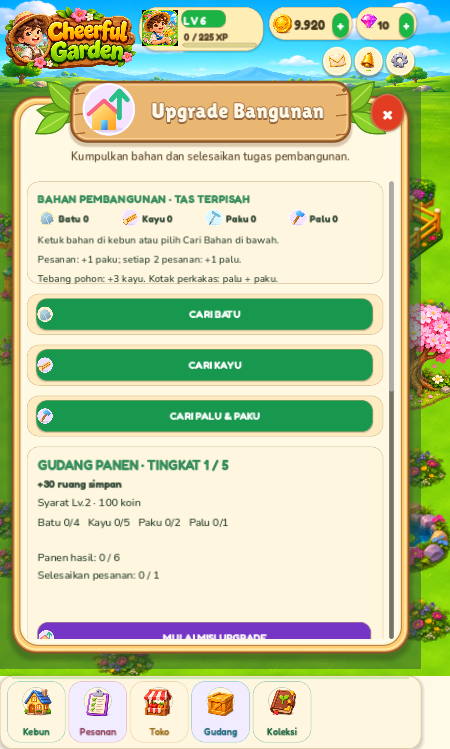 Cheerful
Garden
LV 6
0 / 225 XP
9.920
+
10
+
Upgrade Bangunan
Kumpulkan bahan dan selesaikan tugas pembangunan.
BAHAN PEMBANGUNAN · TAS TERPISAH
Batu 0 Kayu 0 Paku 0 Palu 0
Ketuk bahan di kebun atau pilih Cari Bahan di bawah.
Pesanan: +1 paku; setiap 2 pesanan: +1 palu.
Tebang pohon: +3 kayu. Kotak perkakas: palu + paku.
CARI BATU
CARI KAYU
CARI PALU & PAKU
GUDANG PANEN · TINGKAT 1 / 5
+30 ruang simpan
Syarat Lv.2 · 100 koin
Batu 0/4 Kayu 0/5 Paku 0/2 Palu 0/1
Panen hasil: 0 / 6
Selesaikan pesanan: 0 / 1
MULAI MISI UPGRADE
Kebun Pesanan Toko Gudang Koleksi